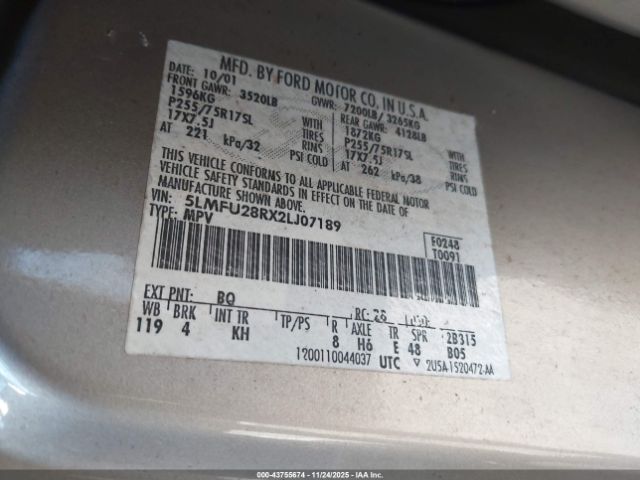 MFD. BY FORD MOTOR CO. IN U.S.A.
DATE: 10/01 GVWR: 7200LB/ 3265KG
FRONT GAWR: 3520LB REAR GAWR: 4128LB
1596KG WITH 1872KG WITH
P255/75R17SL TIRES P255/75R17SL TIRES
17X7.5J RINS 17X7.5J RINS
AT 221 kPa/32 PSI COLD AT 262 kPa/38 PSI COLD
THIS VEHICLE CONFORMS TO ALL APPLICABLE FEDERAL MOTOR
VEHICLE SAFETY STANDARDS IN EFFECT ON THE DATE OF
MANUFACTURE SHOWN ABOVE.
VIN: 5LMFU28RX2LJ07189
TYPE: MPV
F0248
T0091
EXT PNT: BQ RC: 28
WB BRK INT TR TP/PS R AXLE TR SPR 2B315
119 4 KH 8 H6 E 48 B05
1200110044037 UTC 2U5A-1520472-AA
000-43755674 - 11/24/2025 - IAA Inc.